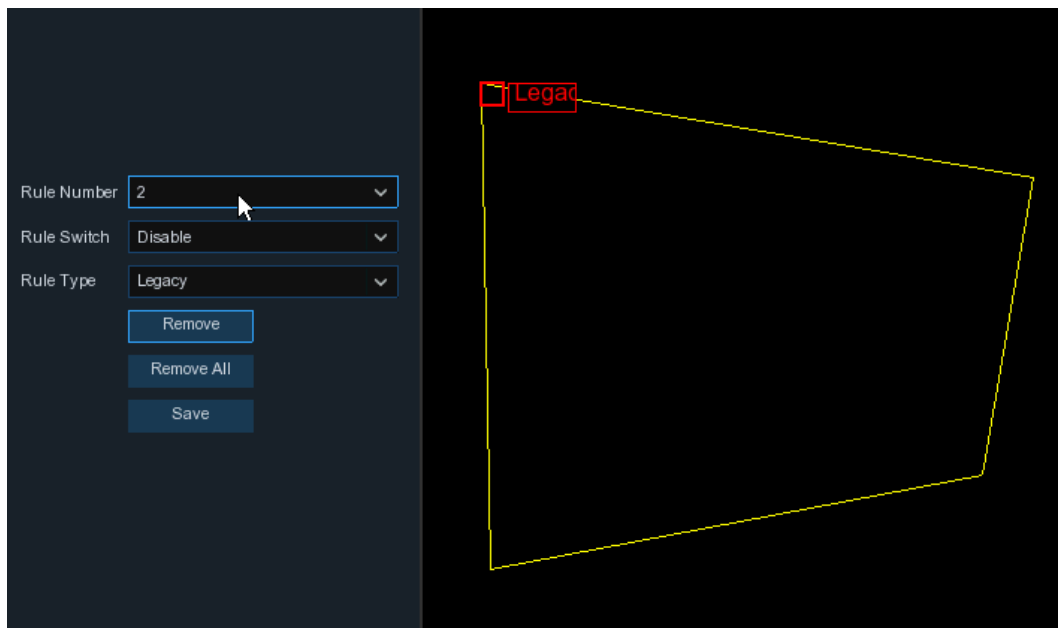 Legac
Rule Number 2
Rule Switch Disable
Rule Type Legacy
Remove
Remove All
Save